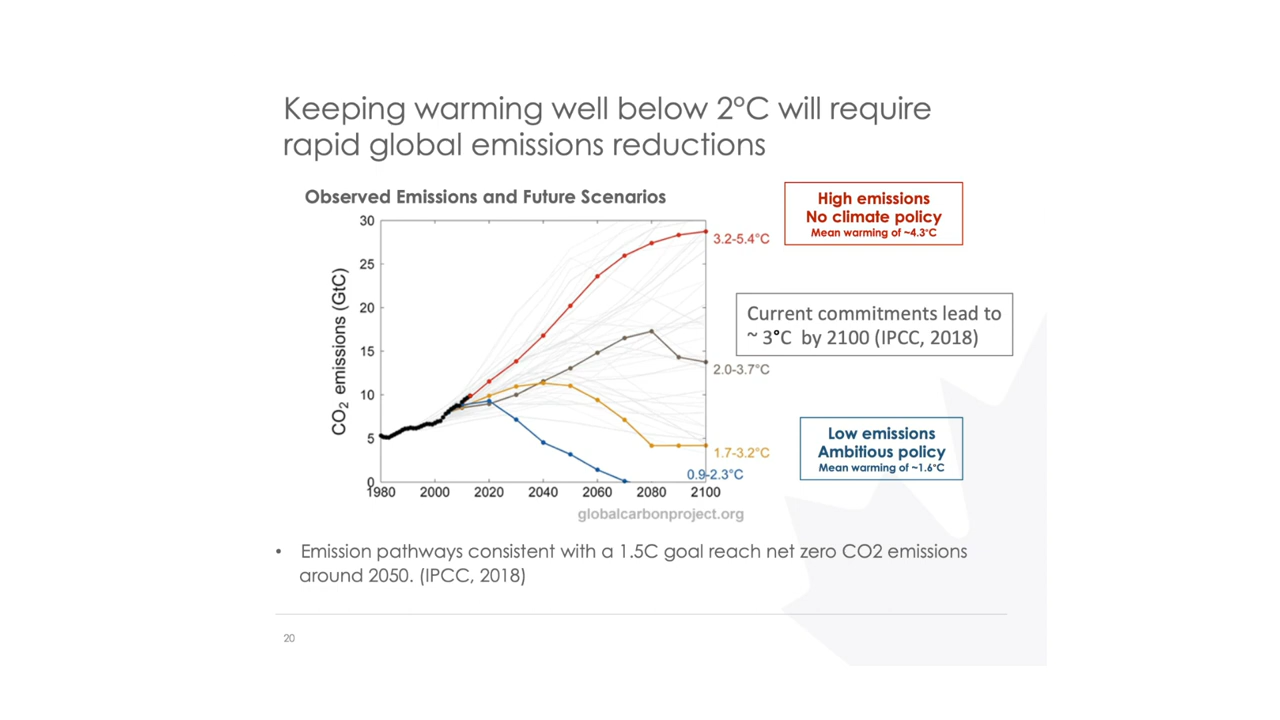 Keeping warming well below 2°C will require
rapid global emissions reductions
Observed Emissions and Future Scenarios
High emissions
No climate policy
Mean warming of ~4.3°C
30
25
20
15
10
5
0
CO2 emissions (GtC)
3.2-5.4°C
Current commitments lead to
~ 3°C by 2100 (IPCC, 2018)
2.0-3.7°C
Low emissions
Ambitious policy
Mean warming of ~1.6°C
1.7-3.2°C
0.9-2.3°C
1980 2000 2020 2040 2060 2080 2100
globalcarbonproject.org
• Emission pathways consistent with a 1.5C goal reach net zero CO2 emissions
around 2050. (IPCC, 2018)
20